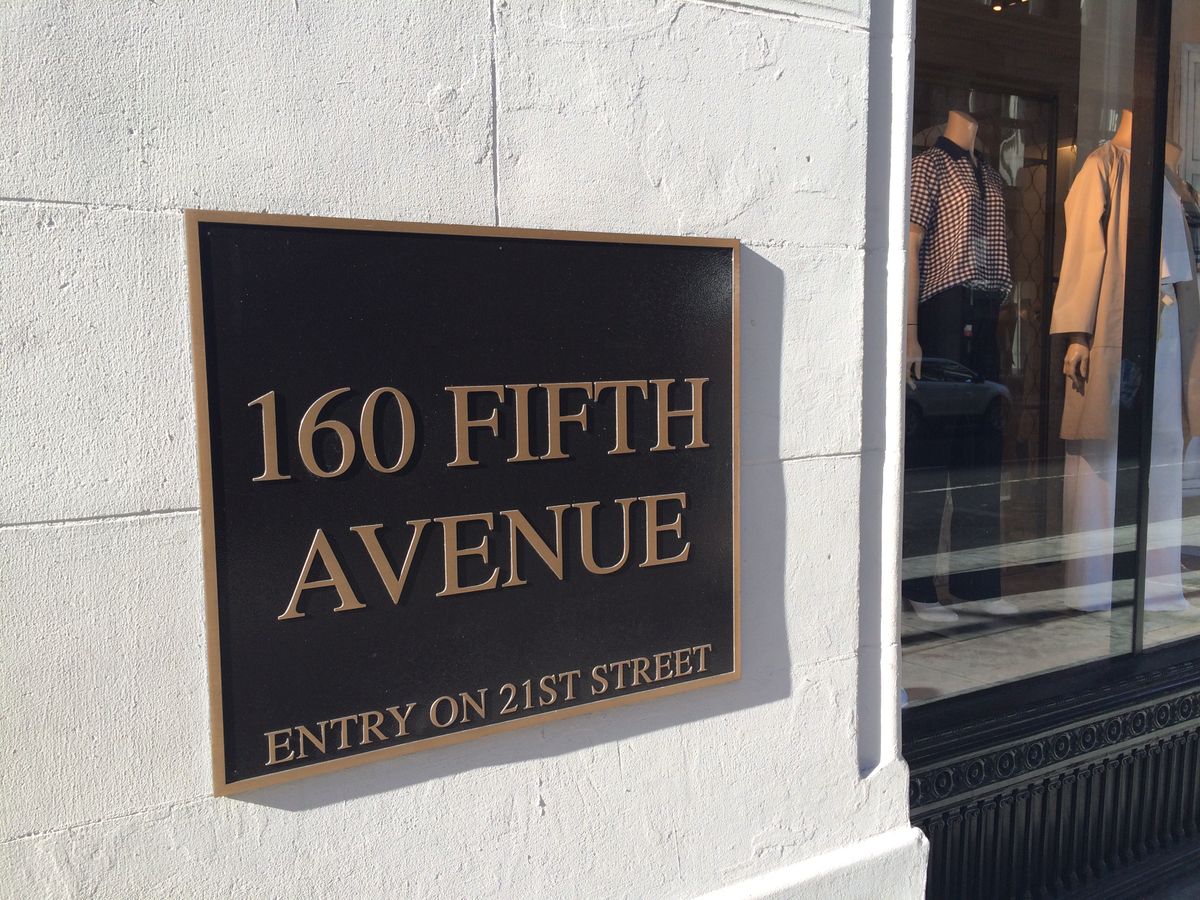 160 FIFTH
AVENUE
ENTRY ON 21ST STREET